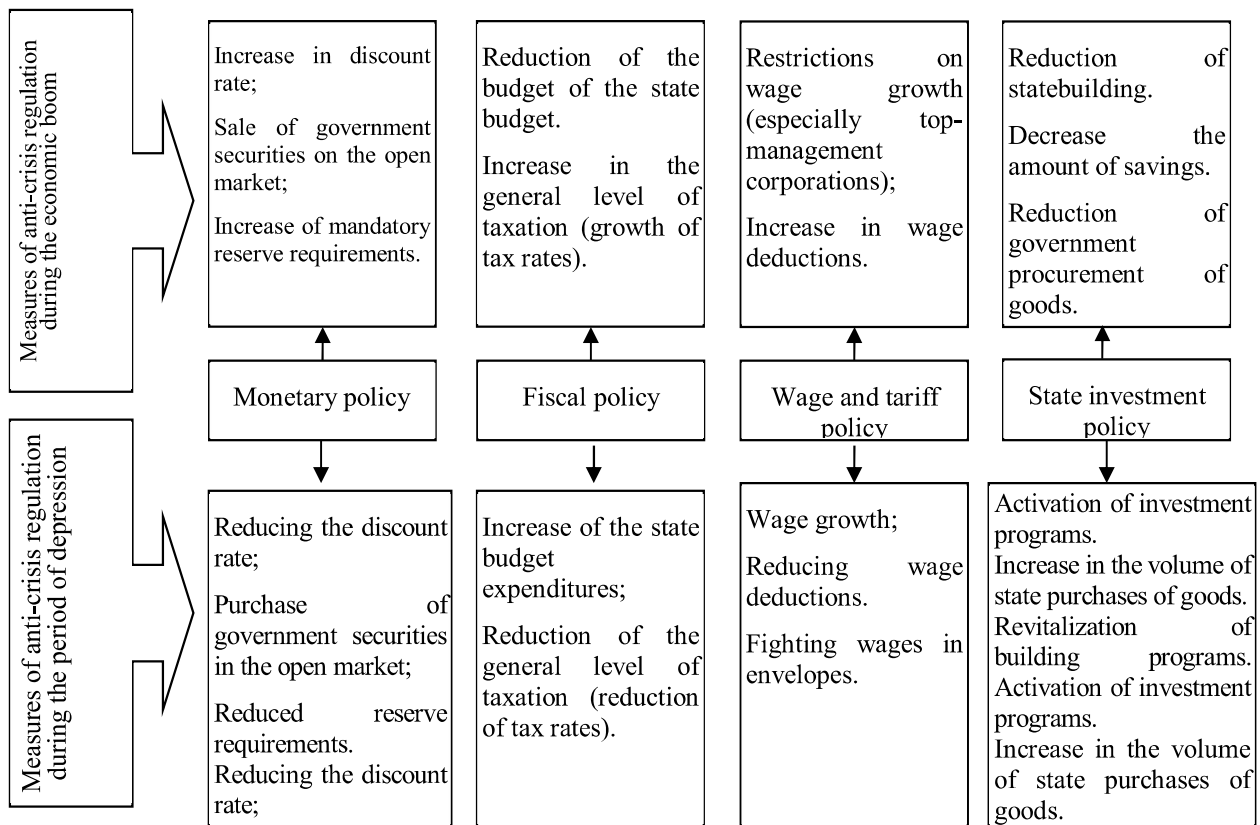 Measures of anti-crisis regulation
during the economic boom
Increase in discount
rate;
Sale of government
securities on the open
market;
Increase of mandatory
reserve requirements.
Reduction of the
budget of the state
budget.
Increase in the
general level of
taxation (growth of
tax rates).
Restrictions on
wage growth
(especially top-
management
corporations);
Increase in wage
deductions.
Reduction of
statebuilding.
Decrease the
amount of savings.
Reduction of
government
procurement of
goods.
Monetary policy
Fiscal policy
Wage and tariff
policy
State investment
policy
Measures of anti-crisis regulation
during the period of depression
Reducing the discount
rate;
Purchase of
government securities
in the open market;
Reduced reserve
requirements.
Reducing the discount
rate;
Increase of the state
budget
expenditures;
Reduction of the
general level of
taxation (reduction
of tax rates).
Wage growth;
Reducing wage
deductions.
Fighting wages in
envelopes.
Activation of investment
programs.
Increase in the volume of
state purchases of goods.
Revitalization of
building programs.
Activation of investment
programs.
Increase in the volume
of state purchases of
goods.